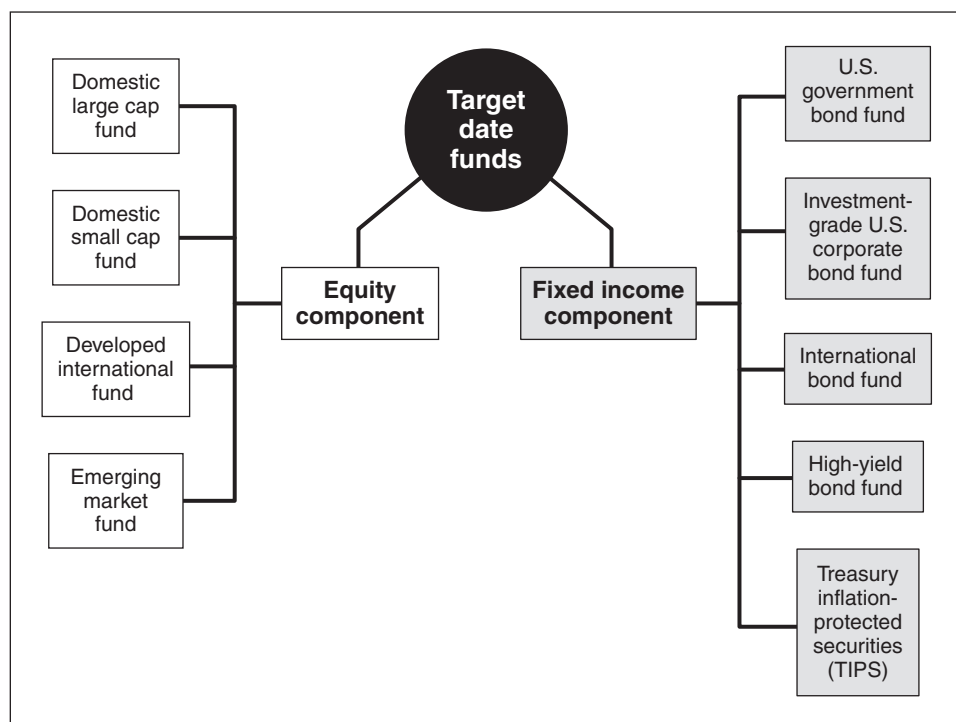 Target
date
funds
Equity
component
Domestic
large cap
fund
Domestic
small cap
fund
Developed
international
fund
Emerging
market
fund
Fixed income
component
U.S.
government
bond fund
Investment-
grade U.S.
corporate
bond fund
International
bond fund
High-yield
bond fund
Treasury
inflation-
protected
securities
(TIPS)